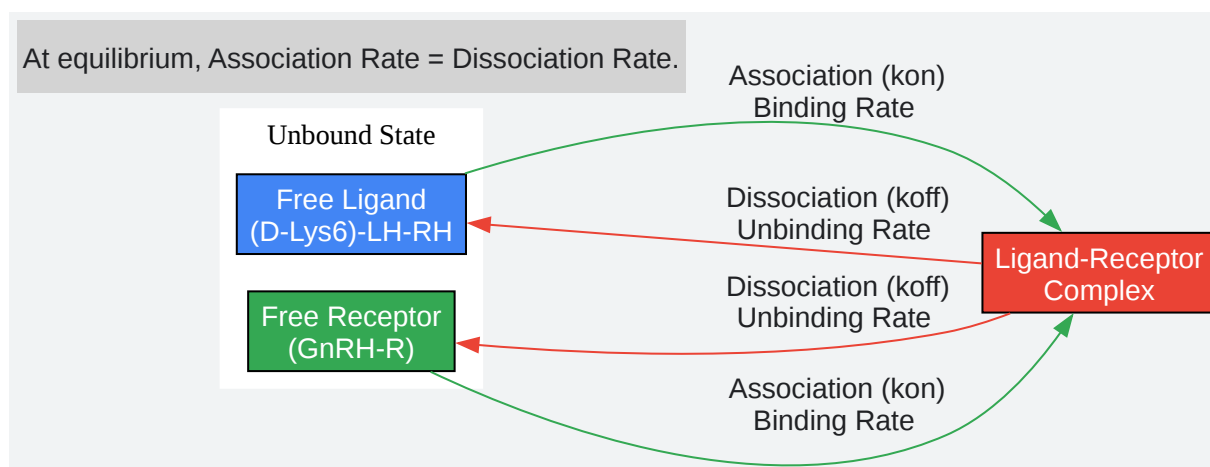 At equilibrium, Association Rate = Dissociation Rate.
Unbound State
Free Ligand
(D-Lys6)-LH-RH
Free Receptor
(GnRH-R)
Association (kon)
Binding Rate
Dissociation (koff)
Unbinding Rate
Dissociation (koff)
Unbinding Rate
Association (kon)
Binding Rate
Ligand-Receptor
Complex